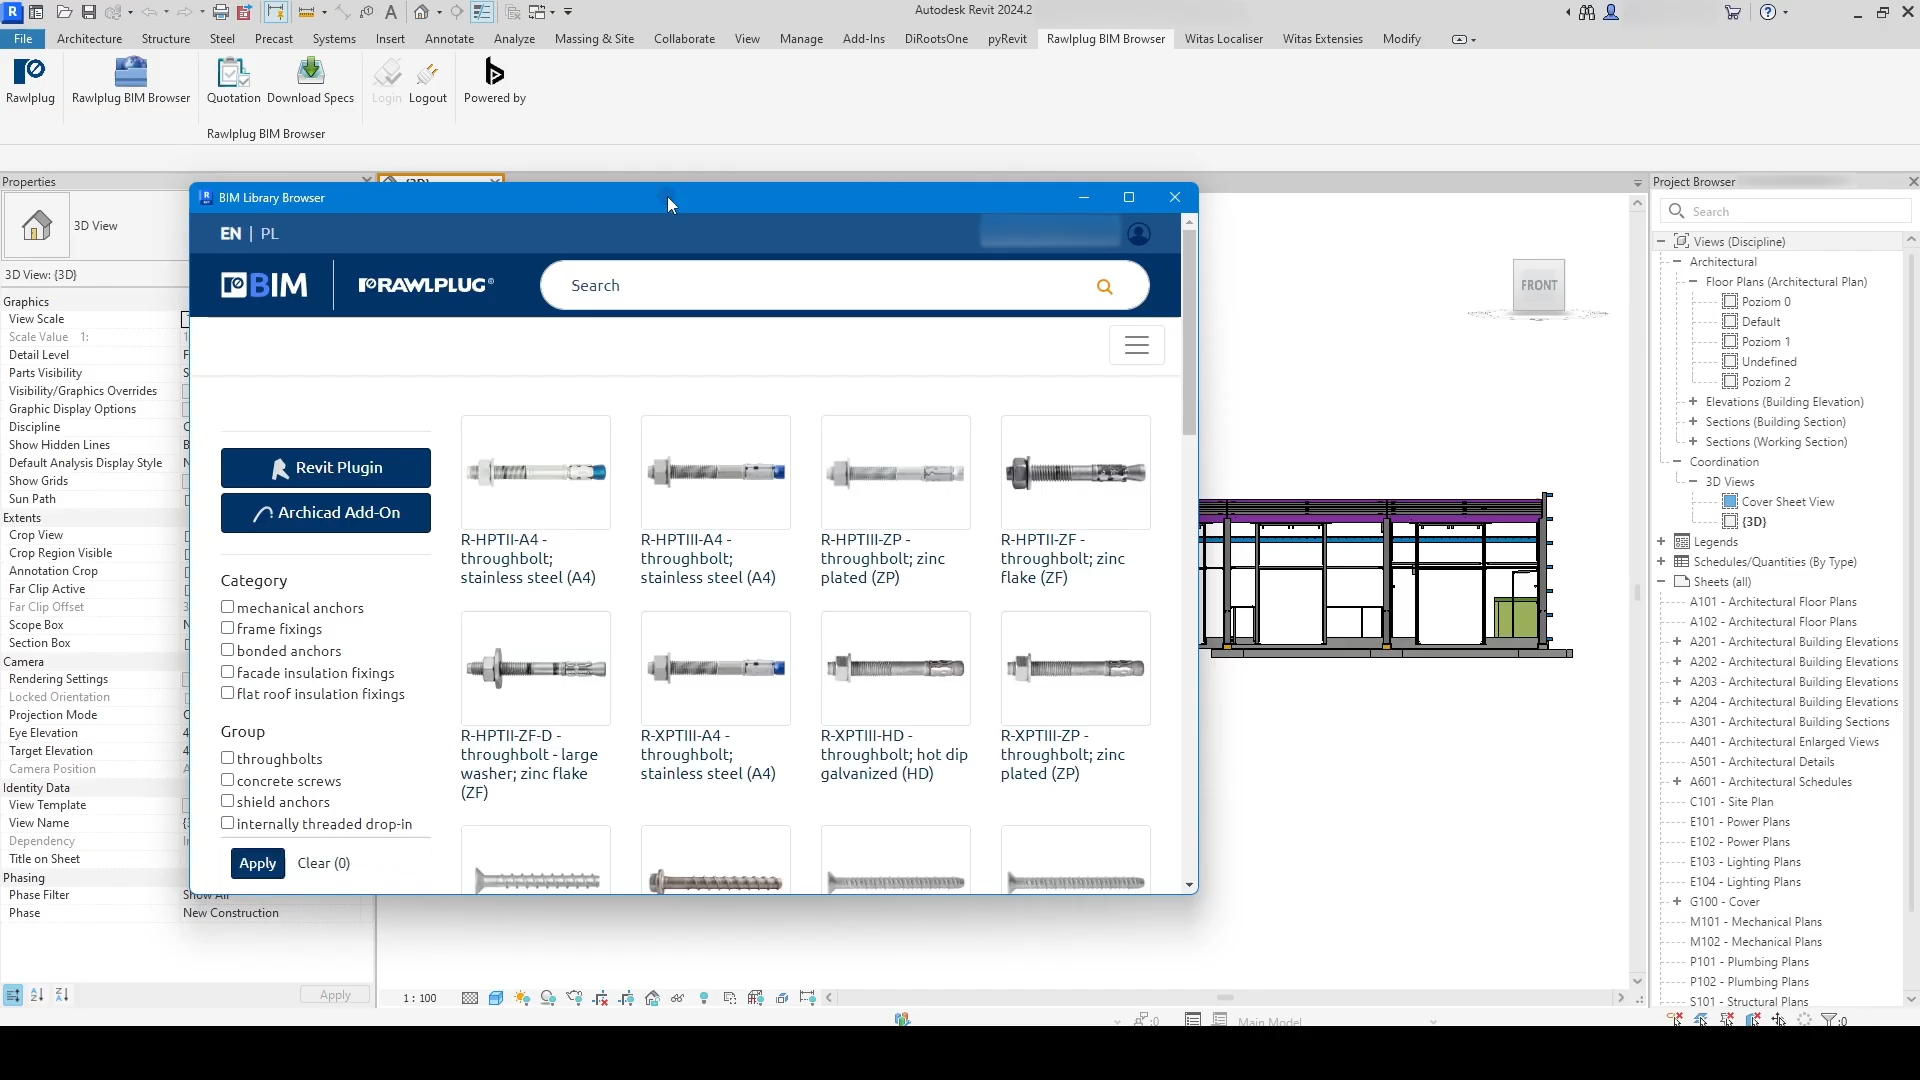 Autodesk Revit 2024.2
File Architecture Structure Steel Precast Systems Insert Annotate Analyze Massing & Site Collaborate View Manage Add-Ins DiRootsOne pyRevit Rawlplug BIM Browser Witas Localiser Witas Extensies Modify
Rawlplug Rawlplug BIM Browser Quotation Download Specs Login Logout Powered by
Rawlplug BIM Browser
Properties
3D View
3D View: {3D}
Graphics
View Scale
Scale Value 1:
Detail Level
Parts Visibility
Visibility/Graphics Overrides
Graphic Display Options
Discipline
Show Hidden Lines
Default Analysis Display Style
Show Grids
Sun Path
Extents
Crop View
Crop Region Visible
Annotation Crop
Far Clip Active
Far Clip Offset
Scope Box
Section Box
Camera
Rendering Settings
Locked Orientation
Projection Mode
Eye Elevation
Target Elevation
Camera Position
Identity Data
View Template
View Name
Dependency
Title on Sheet
Phasing
Phase Filter Show All
Phase New Construction
Apply
BIM Library Browser
EN | PL
BIM RAWLPLUG®
Search
Revit Plugin
Archicad Add-On
Category
mechanical anchors
frame fixings
bonded anchors
facade insulation fixings
flat roof insulation fixings
Group
throughbolts
concrete screws
shield anchors
internally threaded drop-in
Apply Clear (0)
R-HPTII-A4 -
throughbolt;
stainless steel (A4)
R-HPTIII-A4 -
throughbolt;
stainless steel (A4)
R-HPTIII-ZP -
throughbolt; zinc
plated (ZP)
R-HPTII-ZF -
throughbolt; zinc
flake (ZF)
R-HPTII-ZF-D -
throughbolt - large
washer; zinc flake
(ZF)
R-XPTIII-A4 -
throughbolt;
stainless steel (A4)
R-XPTIII-HD -
throughbolt; hot dip
galvanized (HD)
R-XPTIII-ZP -
throughbolt; zinc
plated (ZP)
FRONT
1 : 100
:0
Main Model
:0
Project Browser
Search
Views (Discipline)
Architectural
Floor Plans (Architectural Plan)
Poziom 0
Default
Poziom 1
Undefined
Poziom 2
Elevations (Building Elevation)
Sections (Building Section)
Sections (Working Section)
Coordination
3D Views
Cover Sheet View
{3D}
Legends
Schedules/Quantities (By Type)
Sheets (all)
A101 - Architectural Floor Plans
A102 - Architectural Floor Plans
A201 - Architectural Building Elevations
A202 - Architectural Building Elevations
A203 - Architectural Building Elevations
A204 - Architectural Building Elevations
A301 - Architectural Building Sections
A401 - Architectural Enlarged Views
A501 - Architectural Details
A601 - Architectural Schedules
C101 - Site Plan
E101 - Power Plans
E102 - Power Plans
E103 - Lighting Plans
E104 - Lighting Plans
G100 - Cover
M101 - Mechanical Plans
M102 - Mechanical Plans
P101 - Plumbing Plans
P102 - Plumbing Plans
S101 - Structural Plans